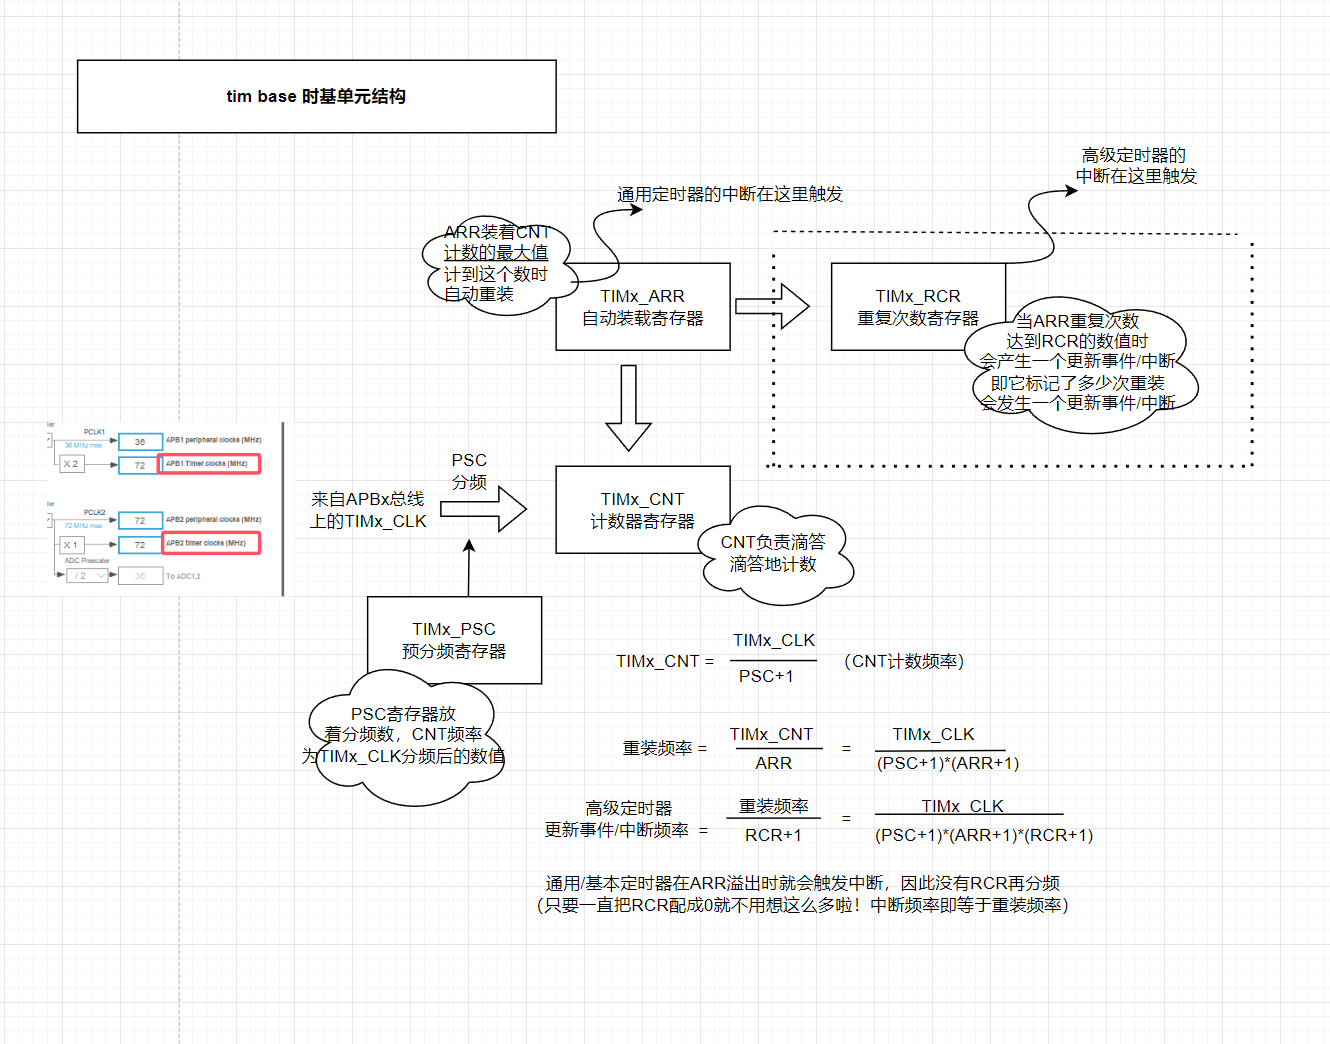 tim base 时基单元结构
高级定时器的
中断在这里触发
通用定时器的中断在这里触发
ARR装着CNT
计数的最大值
计到这个数时
自动重装
TIMx_ARR
自动装载寄存器
TIMx_RCR
重复次数寄存器
当ARR重复次数
达到RCR的数值时
会产生一个更新事件/中断
即它标记了多少次重装
会发生一个更新事件/中断
PCLK1
36 MHz max
36
APB1 peripheral clocks (MHz)
X 2
72
APB1 Timer clocks (MHz)
PCLK2
72 MHz max
72
APB2 peripheral clocks (MHz)
X 1
72
APB2 timer clocks (MHz)
ADC Prescaler
/ 2
36
To ADC1,2
PSC
分频
来自APBx总线
上的TIMx_CLK
TIMx_CNT
计数器寄存器
CNT负责滴答
滴答地计数
TIMx_PSC
预分频寄存器
PSC寄存器放
着分频数，CNT频率
为TIMx_CLK分频后的数值
TIMx_CNT = TIMx_CLK / PSC+1 （CNT计数频率）
重装频率 = TIMx_CNT / ARR = TIMx_CLK / (PSC+1)*(ARR+1)
高级定时器
更新事件/中断频率 = 重装频率 / RCR+1 = TIMx_CLK / (PSC+1)*(ARR+1)*(RCR+1)
通用/基本定时器在ARR溢出时就会触发中断，因此没有RCR再分频
（只要一直把RCR配成0就不用想这么多啦！中断频率即等于重装频率）